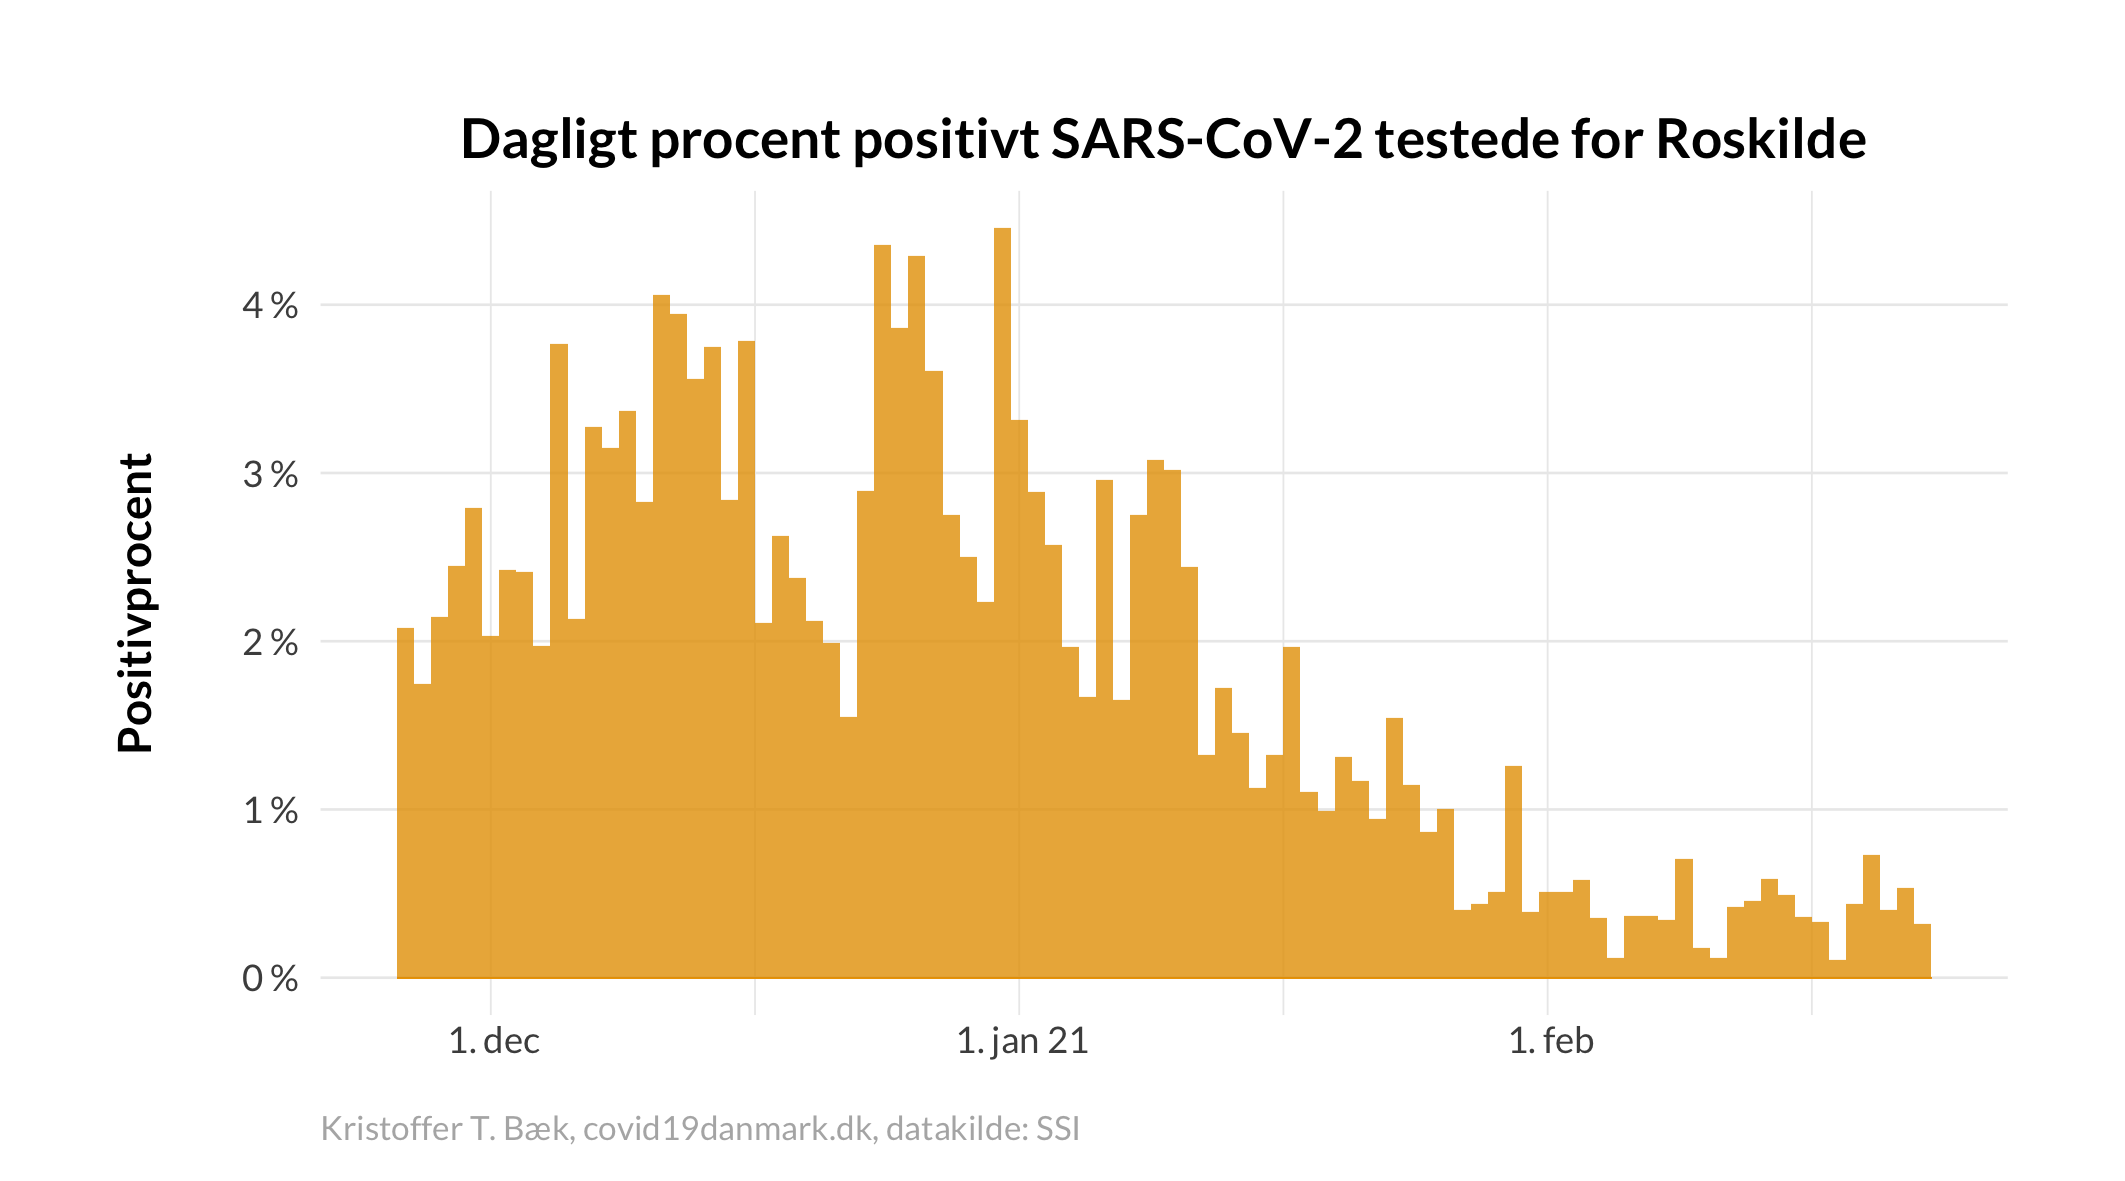 Dagligt procent positivt SARS-CoV-2 testede for Roskilde
Positivprocent
4 %
3 %
2 %
1 %
0 %
1. dec
1. jan 21
1. feb
Kristoffer T. Bæk, covid19danmark.dk, datakilde: SSI